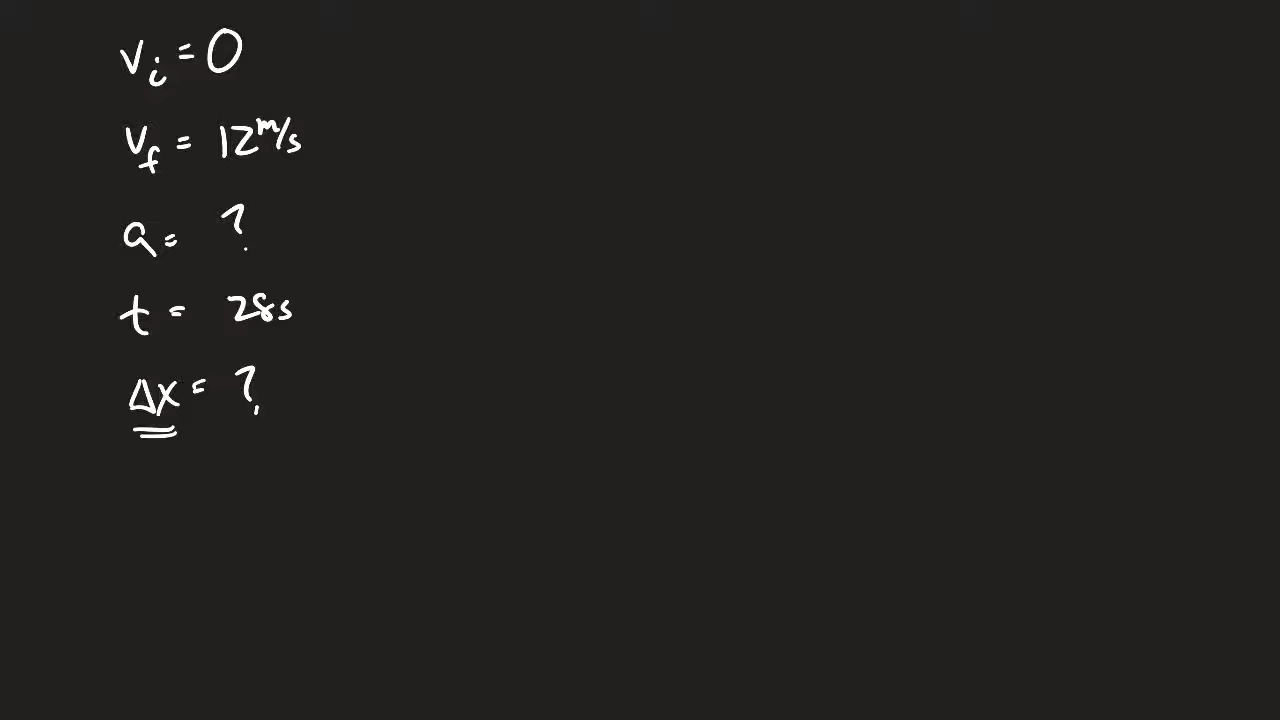 vi = 0
vf = 12 m/s
a = ?
t = 28s
Δx = ?